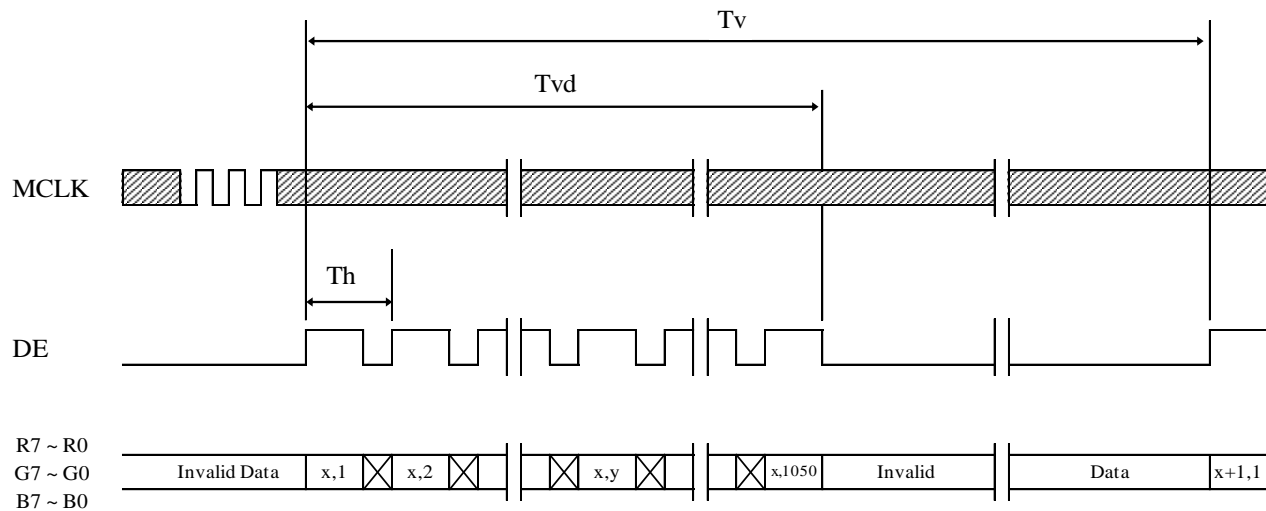 Tv
Tvd
MCLK
Th
DE
R7 ~ R0
G7 ~ G0
B7 ~ B0
Invalid Data x,1 x,2 x,y x,1050 Invalid Data x+1,1